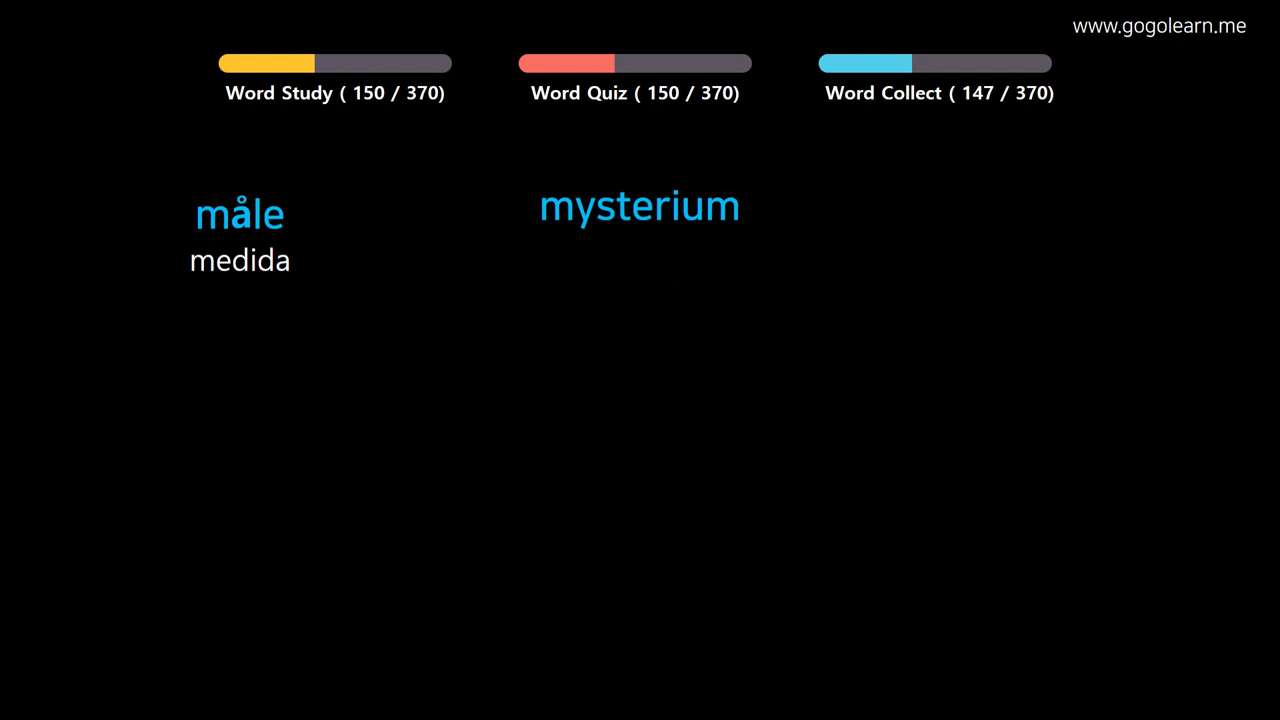 www.gogolearn.me
Word Study ( 150 / 370)
Word Quiz ( 150 / 370)
Word Collect ( 147 / 370)
måle
medida
mysterium